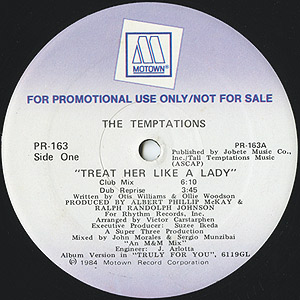 MOTOWN
FOR PROMOTIONAL USE ONLY/NOT FOR SALE
THE TEMPTATIONS
PR-163
Side One
PR-163A
Published by Jobete Music Co.,
Inc./Tall Temptations Music
(ASCAP)
"TREAT HER LIKE A LADY"
Club Mix 6:10
Dub Reprise 3:45
Written by Otis Williams & Ollie Woodson
Produced by ALBERT PHILLIP McKAY &
RALPH RANDOLPH JOHNSON
For Rhythm Records, Inc.
Arranged by Victor Carstarphen
Executive Producer: Suzee Ikeda
A Super Three Production
Mixed by John Morales & Sergio Munzibai
"An M&M Mix"
Engineer: J. Arlotta
Album Version in "TRULY FOR YOU", 6119GL
℗1984 Motown Record Corporation